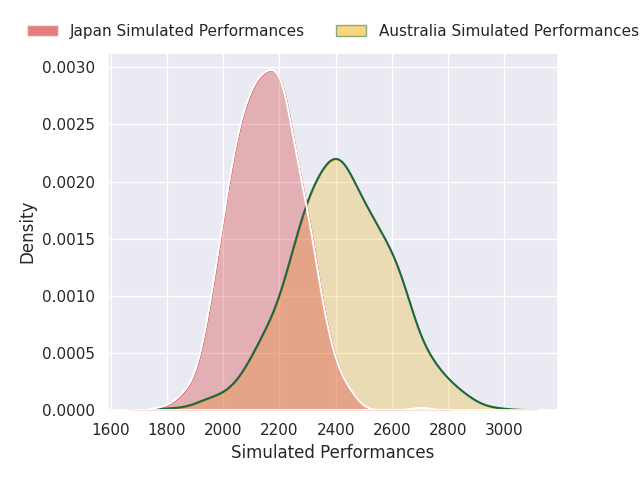 Japan Simulated Performances Australia Simulated Performances
0.0030
0.0025
0.0020
0.0015
0.0010
0.0005
0.0000
Density
1600 1800 2000 2200 2400 2600 2800 3000
Simulated Performances